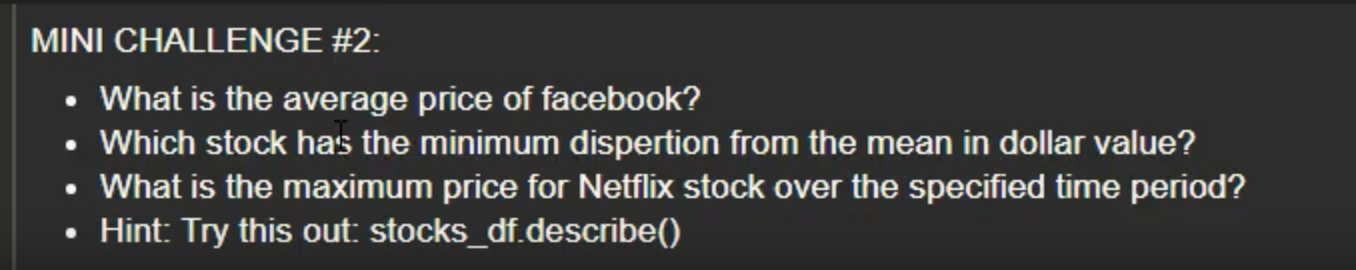 MINI CHALLENGE #2:
• What is the average price of facebook?
• Which stock has the minimum dispertion from the mean in dollar value?
• What is the maximum price for Netflix stock over the specified time period?
• Hint: Try this out: stocks_df.describe()